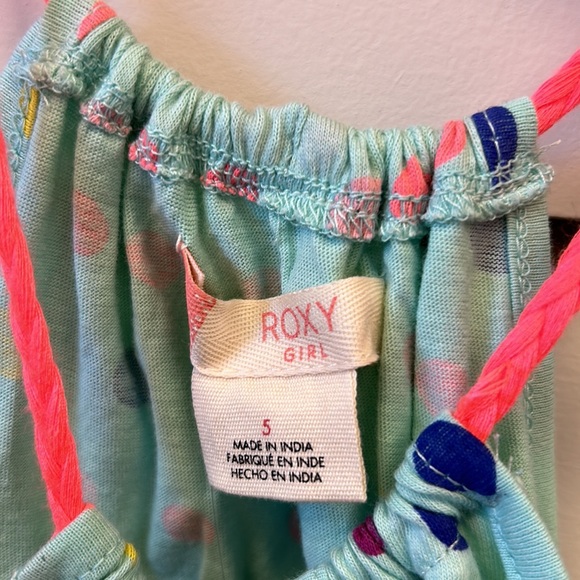 ROXY
GIRL
5
MADE IN INDIA
FABRIQUÉ EN INDE
HECHO EN INDIA